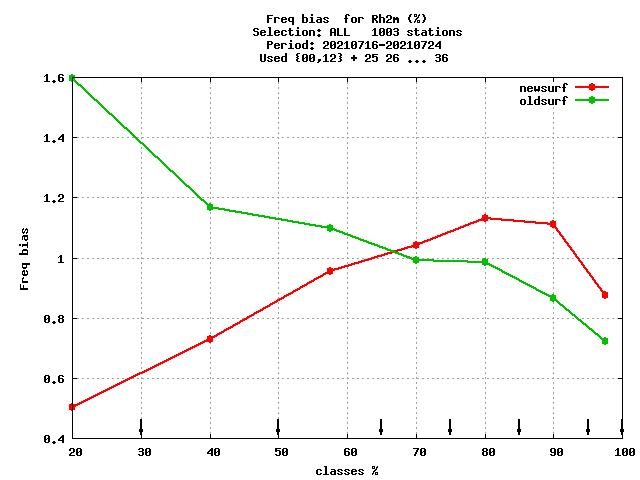 Freq bias  for Rh2m (%)
Selection: ALL   1003 stations
Period: 20210716-20210724
Used {00,12} + 25 26 ... 36
newsurf
oldsurf
1.6
1.4
1.2
1
0.8
0.6
0.4
Freq bias
20 30 40 50 60 70 80 90 100
classes %